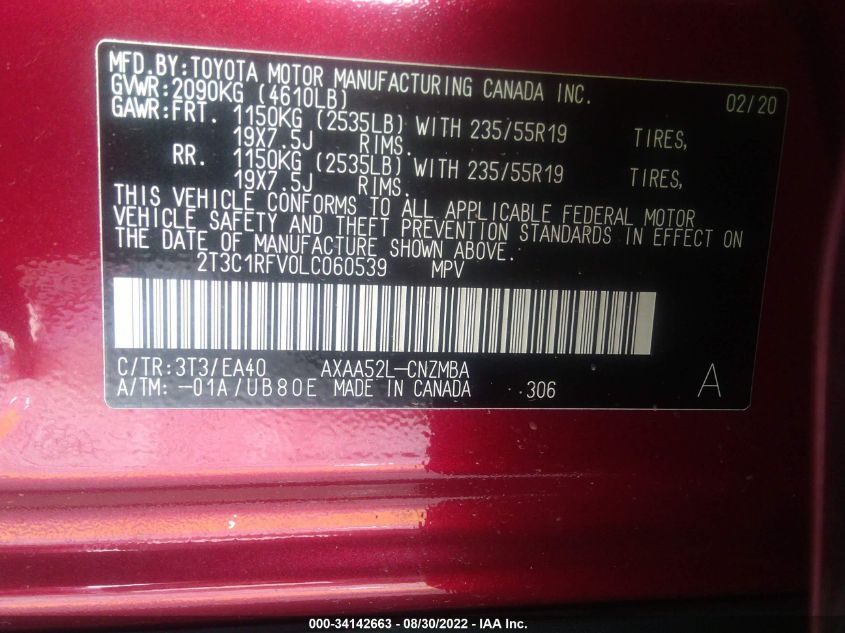 MFD.BY:TOYOTA MOTOR MANUFACTURING CANADA INC. 02/20
GVWR:2090KG (4610LB)
GAWR:FRT. 1150KG (2535LB) WITH 235/55R19 TIRES,
19X7.5J RIMS.
RR. 1150KG (2535LB) WITH 235/55R19 TIRES,
19X7.5J RIMS.
THIS VEHICLE CONFORMS TO ALL APPLICABLE FEDERAL MOTOR
VEHICLE SAFETY AND THEFT PREVENTION STANDARDS IN EFFECT ON
THE DATE OF MANUFACTURE SHOWN ABOVE.
2T3C1RFV0LC060539 MPV
C/TR:3T3/EA40 AXAA52L-CNZMBA
A/TM: -01A/UB80E MADE IN CANADA 306 A
000-34142663 - 08/30/2022 - IAA Inc.